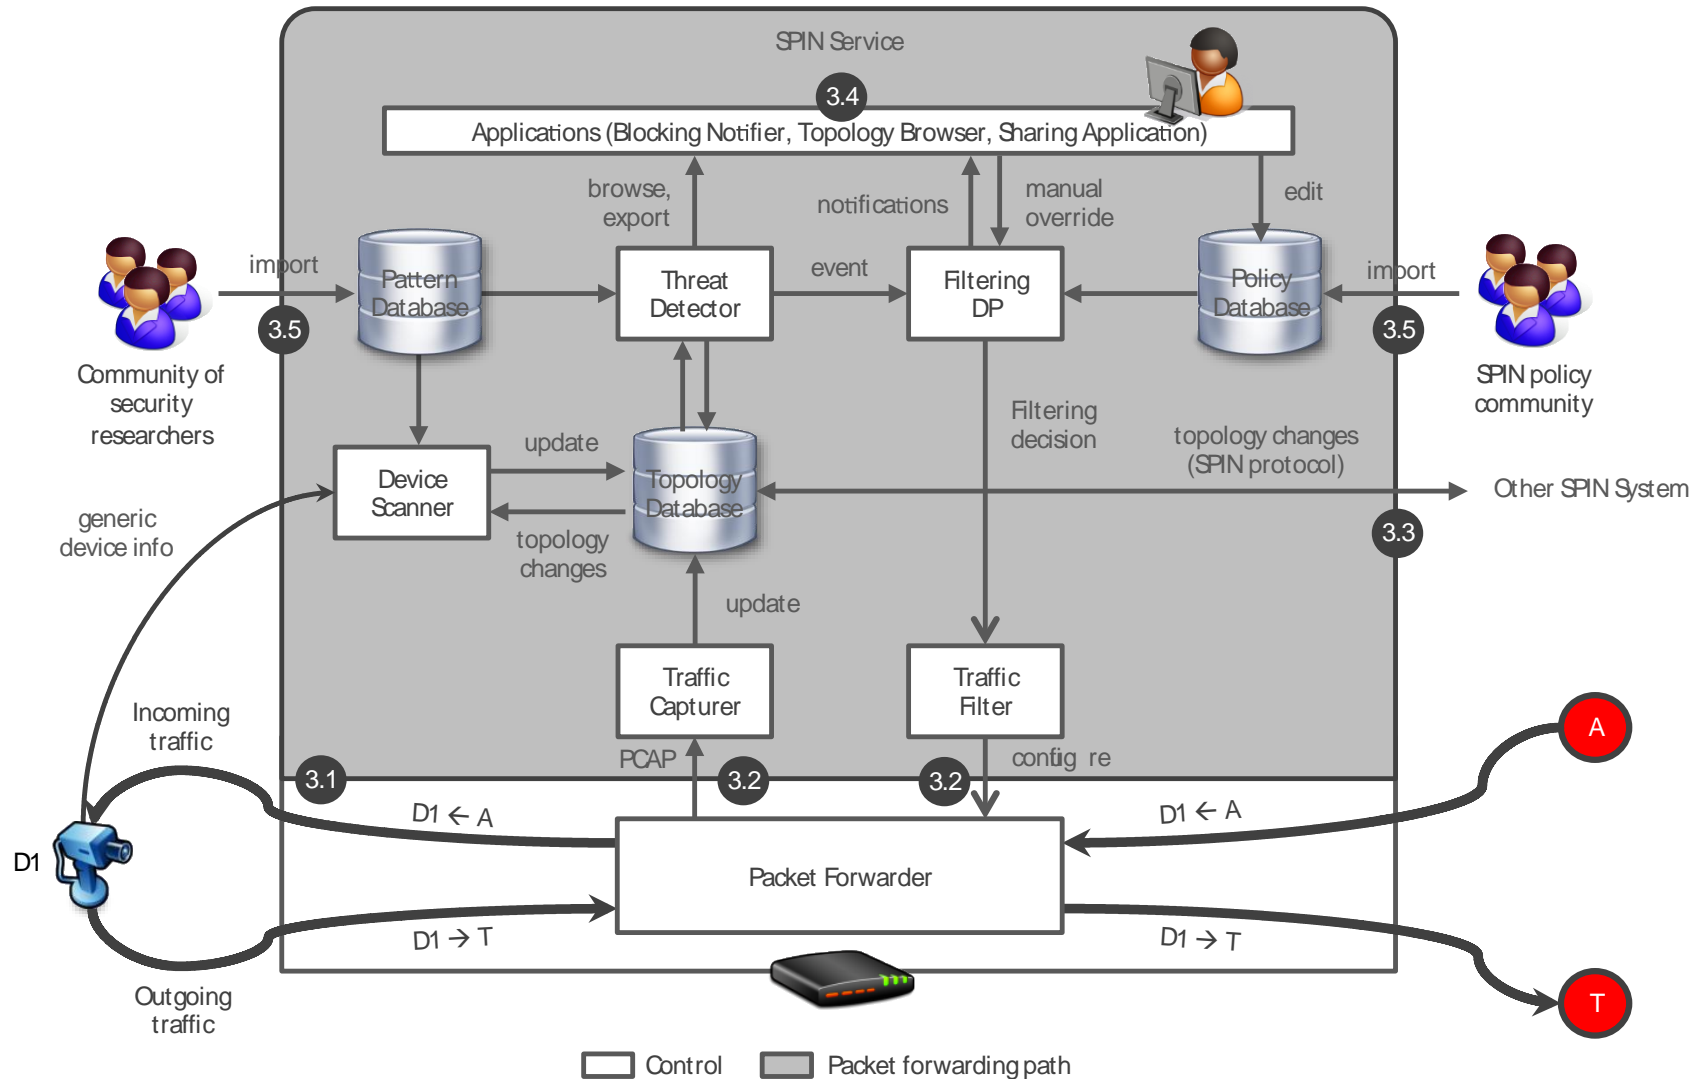 SPIN Service
3.4
Applications (Blocking Notifier, Topology Browser, Sharing Application)
browse,
export
notifications
manual
override
edit
import
Pattern
Database
Threat
Detector
event
Filtering
DP
Policy
Database
import
3.5
3.5
Community of
security
researchers
SPIN policy
community
Filtering
decision
topology changes
(SPIN protocol)
update
Device
Scanner
Topology
Database
Other SPIN System
generic
device info
topology
changes
3.3
update
Incoming
traffic
Traffic
Capturer
Traffic
Filter
A
PCAP
config re
3.1
3.2
3.2
D1 ← A
D1 ← A
D1
Packet Forwarder
D1 → T
D1 → T
Outgoing
traffic
T
Control
Packet forwarding path